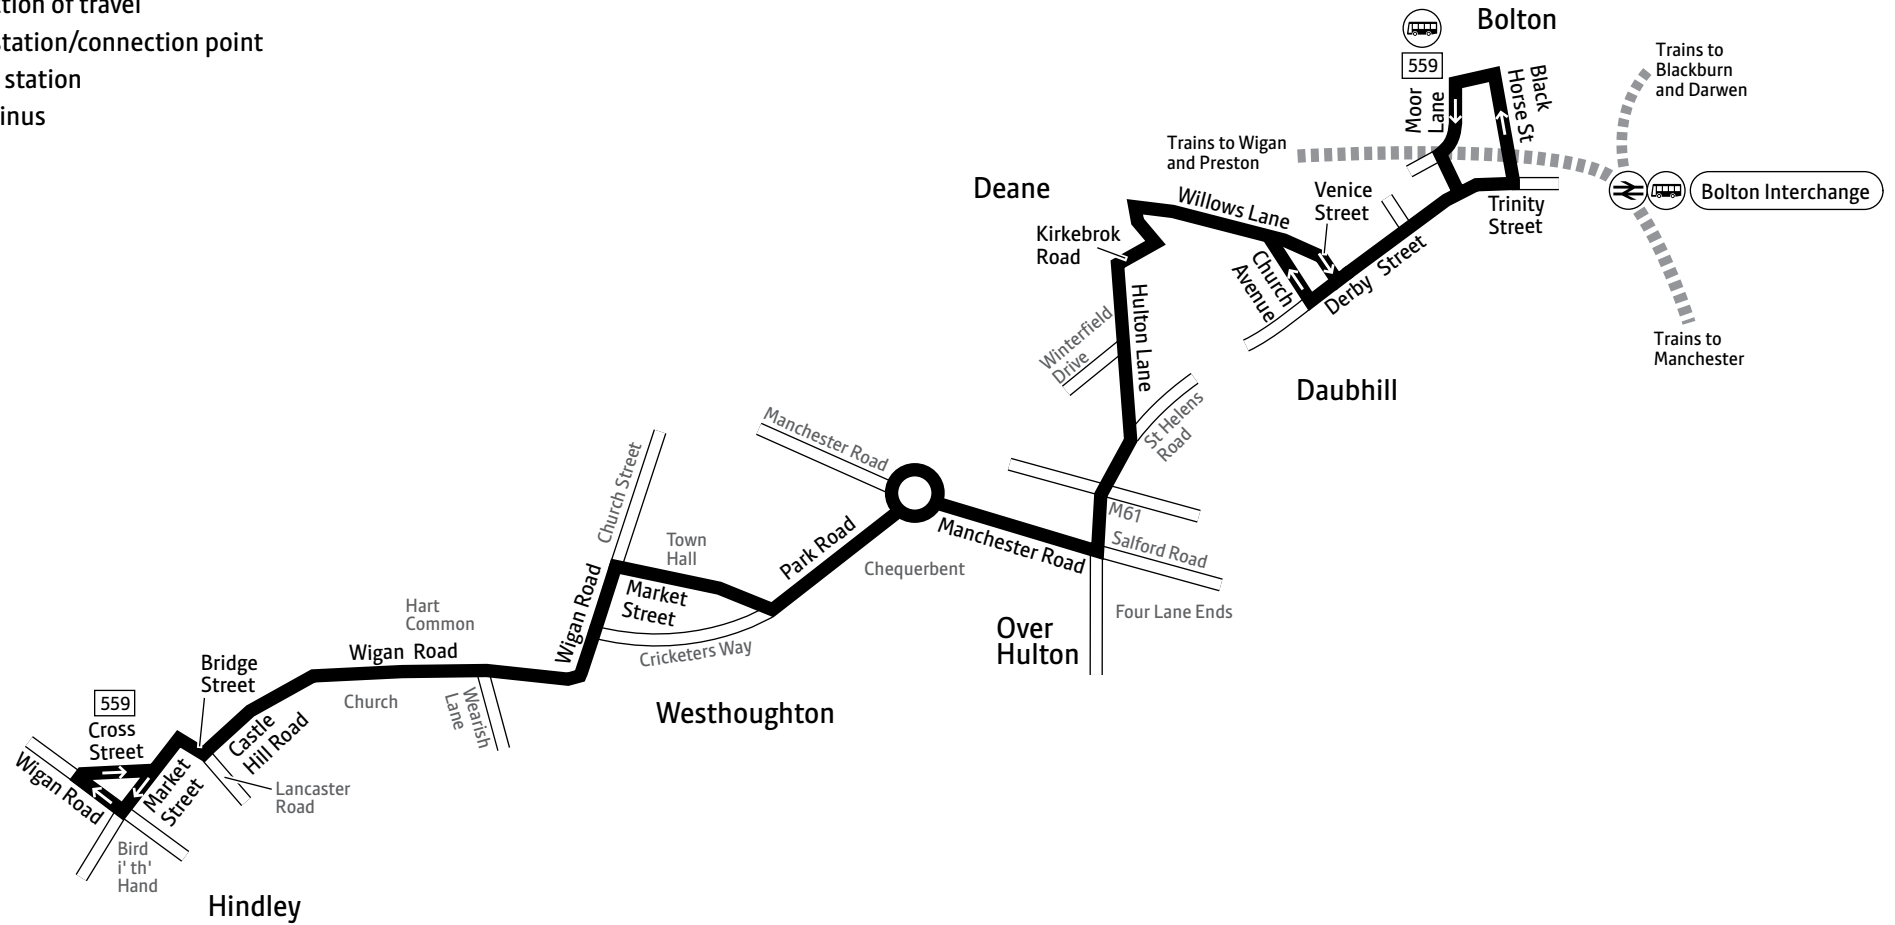 tion of travel
station/connection point
station
inus
Bolton
559
Moor
Lane
Black
Horse St
Trains to
Blackburn
and Darwen
Trains to Wigan
and Preston
Bolton Interchange
Trinity
Street
Trains to
Manchester
Deane
Willows Lane
Venice
Street
Kirkebrok
Road
Church
Avenue
Derby Street
Daubhill
Hulton Lane
Winterfield
Drive
St Helens
Road
M61
Salford Road
Manchester Road
Manchester Road
Four Lane Ends
Over
Hulton
Chequerbent
Park Road
Church Street
Town
Hall
Market
Street
Cricketers Way
Wigan Road
Westhoughton
Hart
Common
Wigan Road
Church
Wearish
Lane
Bridge
Street
Castle
Hill Road
Lancaster
Road
559
Cross
Street
Market
Street
Wigan Road
Bird
i' th'
Hand
Hindley